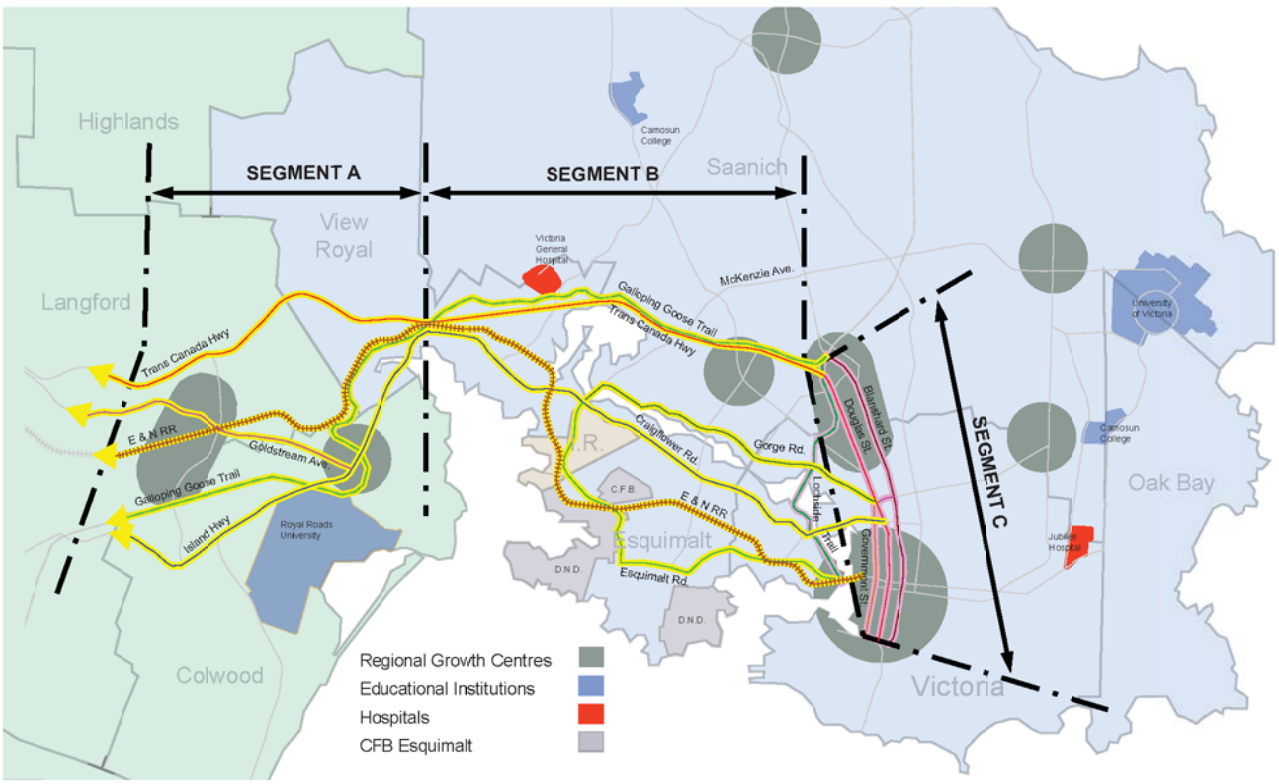 Highlands
SEGMENT A
SEGMENT B
Camosun
College
Saanich
View
Royal
Victoria
General
Hospital
McKenzie Ave.
Langford
Galloping Goose Trail
Trans Canada Hwy
Trans Canada Hwy
University
of Victoria
Blanshard St.
Douglas St.
E & N RR
Goldstream Ave.
Craigflower Rd.
Gorge Rd.
I.R.
SEGMENT C
Camosun
College
Galloping Goose Trail
C.F.B.
E & N RR
Lochside
Trail
Oak Bay
Island Hwy
Royal Roads
University
Esquimalt
Government St.
Jubilee
Hospital
D.N.D.
Esquimalt Rd.
D.N.D.
Colwood
Victoria
Regional Growth Centres
Educational Institutions
Hospitals
CFB Esquimalt